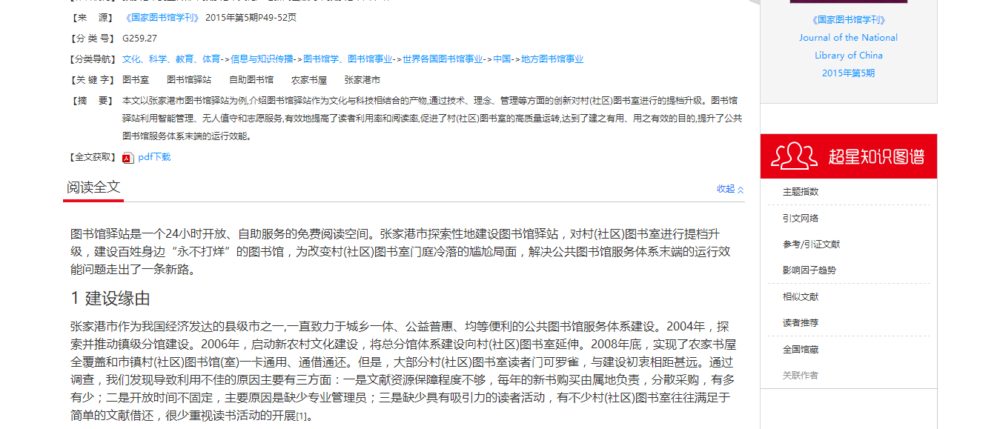 【来 源】 《国家图书馆学刊》 2015年第5期P49-52页
【分 类 号】 G259.27
【分类导航】 文化、科学、教育、体育->信息与知识传播->图书馆学、图书馆事业->世界各国图书馆事业->中国->地方图书馆事业
【关 键 字】 图书室 图书馆驿站 自助图书馆 农家书屋 张家港市
【摘 要】 本文以张家港市图书馆驿站为例,介绍图书馆驿站作为文化与科技相结合的产物,通过技术、理念、管理等方面的创新对村(社区)图书室进行的提档升级。图书馆
驿站利用智能管理、无人值守和志愿服务,有效地提高了读者利用率和阅读率,促进了村(社区)图书室的高质量运转,达到了建之有用、用之有效的目的,提升了公共
图书馆服务体系末端的运行效能。
【全文获取】 pdf下载
阅读全文
收起
图书馆驿站是一个24小时开放、自助服务的免费阅读空间。张家港市探索性地建设图书馆驿站，对村(社区)图书室进行提档升
级，建设百姓身边“永不打烊”的图书馆，为改变村(社区)图书室门庭冷落的尴尬局面，解决公共图书馆服务体系末端的运行效
能问题走出了一条新路。
1 建设缘由
张家港市作为我国经济发达的县级市之一,一直致力于城乡一体、公益普惠、均等便利的公共图书馆服务体系建设。2004年，探
索并推动镇级分馆建设。2006年，启动新农村文化建设，将总分馆体系建设向村(社区)图书室延伸。2008年底，实现了农家书屋
全覆盖和市镇村(社区)图书馆(室)一卡通用、通借通还。但是，大部分村(社区)图书室读者门可罗雀，与建设初衷相距甚远。通过
调查，我们发现导致利用不佳的原因主要有三方面：一是文献资源保障程度不够，每年的新书购买由属地负责，分散采购，有多
有少；二是开放时间不固定，主要原因是缺少专业管理员；三是缺少具有吸引力的读者活动，有不少村(社区)图书室往往满足于
简单的文献借还，很少重视读书活动的开展[1]。
《国家图书馆学刊》
Journal of the National
Library of China
2015年第5期
超星知识图谱
主题指数
引文网络
参考/引证文献
影响因子趋势
相似文献
读者推荐
全国馆藏
关联作者